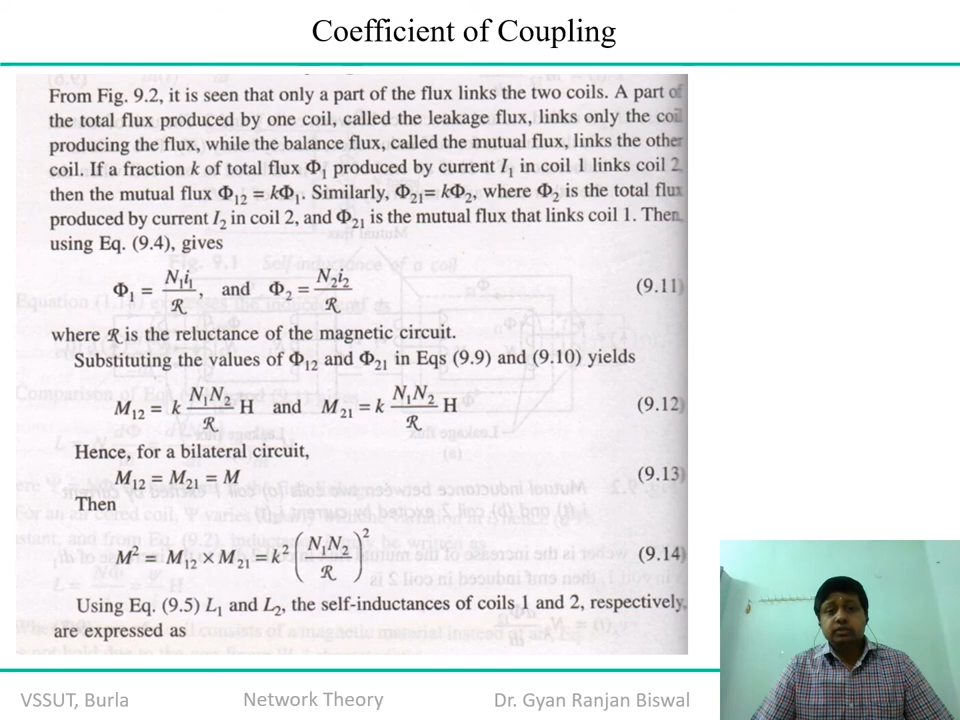 Coefficient of Coupling
From Fig. 9.2, it is seen that only a part of the flux links the two coils. A part of
the total flux produced by one coil, called the leakage flux, links only the coil
producing the flux, while the balance flux, called the mutual flux, links the other
coil. If a fraction k of total flux Φ₁ produced by current I₁ in coil 1 links coil 2,
then the mutual flux Φ₁₂ = kΦ₁. Similarly, Φ₂₁ = kΦ₂, where Φ₂ is the total flux
produced by current I₂ in coil 2, and Φ₂₁ is the mutual flux that links coil 1. Then,
using Eq. (9.4), gives
Φ₁ = N₁i₁/ℛ, and Φ₂ = N₂i₂/ℛ (9.11)
where ℛ is the reluctance of the magnetic circuit.
Substituting the values of Φ₁₂ and Φ₂₁ in Eqs (9.9) and (9.10) yields
M₁₂ = k N₁N₂/ℛ H and M₂₁ = k N₁N₂/ℛ H (9.12)
Hence, for a bilateral circuit,
M₁₂ = M₂₁ = M (9.13)
Then
M² = M₁₂ × M₂₁ = k² (N₁N₂/ℛ)² (9.14)
Using Eq. (9.5) L₁ and L₂, the self-inductances of coils 1 and 2, respectively,
are expressed as
VSSUT, Burla Network Theory Dr. Gyan Ranjan Biswal